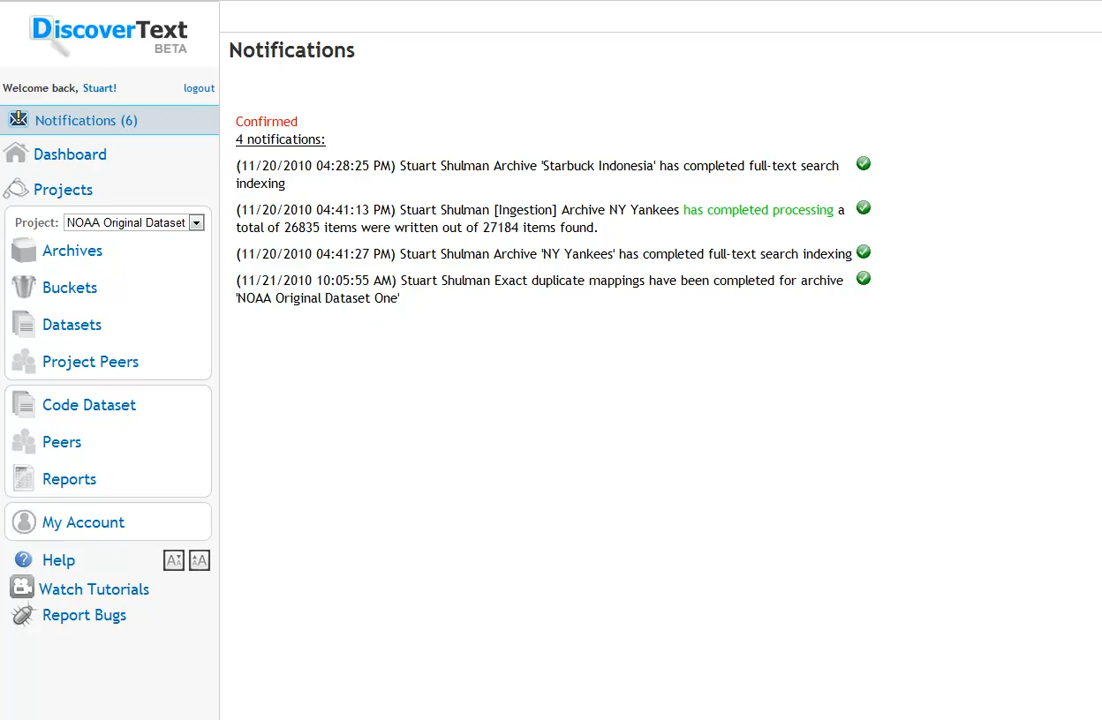 DiscoverText
BETA
Welcome back, Stuart! logout
Notifications (6)
Dashboard
Projects
Project: NOAA Original Dataset
Archives
Buckets
Datasets
Project Peers
Code Dataset
Peers
Reports
My Account
Help
Watch Tutorials
Report Bugs
Notifications
Confirmed
4 notifications:
(11/20/2010 04:28:25 PM) Stuart Shulman Archive 'Starbuck Indonesia' has completed full-text search
indexing
(11/20/2010 04:41:13 PM) Stuart Shulman [Ingestion] Archive NY Yankees has completed processing a
total of 26835 items were written out of 27184 items found.
(11/20/2010 04:41:27 PM) Stuart Shulman Archive 'NY Yankees' has completed full-text search indexing
(11/21/2010 10:05:55 AM) Stuart Shulman Exact duplicate mappings have been completed for archive
'NOAA Original Dataset One'